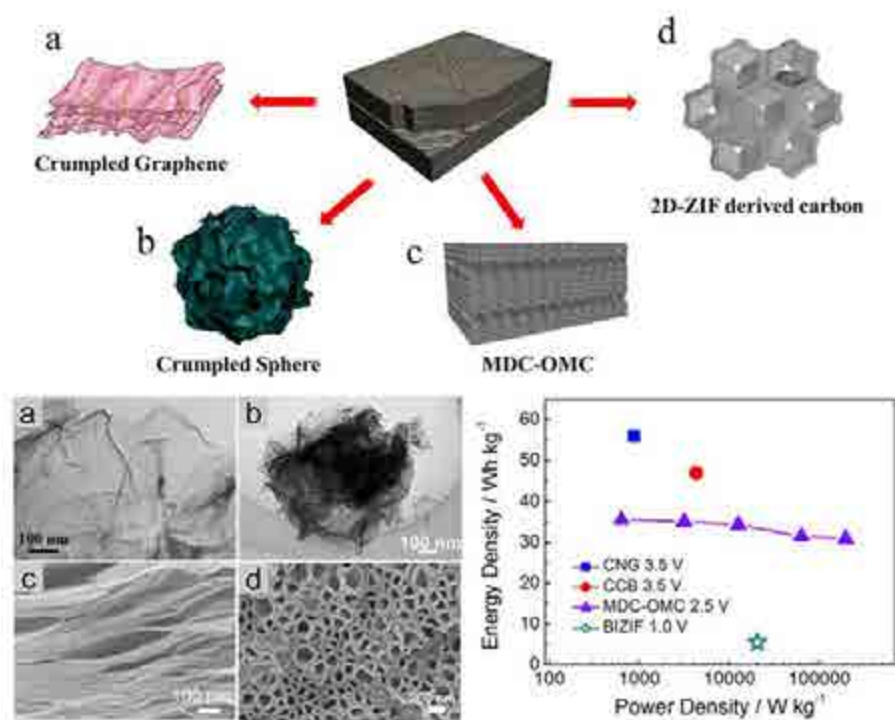 a
d
Crumpled Graphene
2D-ZIF derived carbon
b
c
Crumpled Sphere
MDC-OMC
a
b
100 nm
100 nm
c
d
100 nm
60
50
40
30
20
10
0
Energy Density / Wh kg⁻¹
CNG 3.5 V
CCB 3.5 V
MDC-OMC 2.5 V
BIZIF 1.0 V
100
1000
10000
100000
Power Density / W kg⁻¹